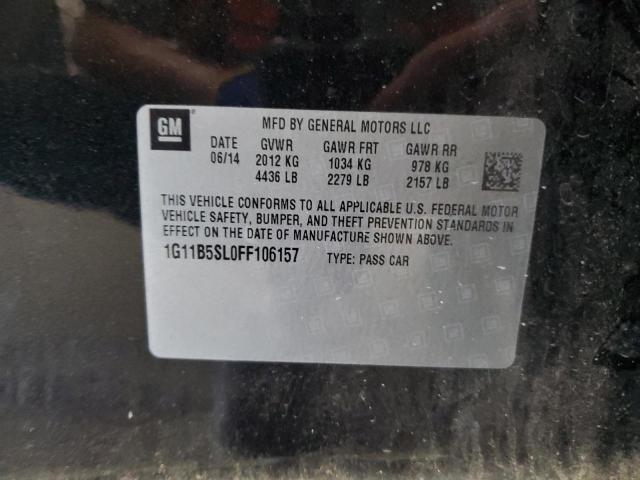 GM
MFD BY GENERAL MOTORS LLC
DATE GVWR GAWR FRT GAWR RR
06/14 2012 KG 1034 KG 978 KG
4436 LB 2279 LB 2157 LB
THIS VEHICLE CONFORMS TO ALL APPLICABLE U.S. FEDERAL MOTOR
VEHICLE SAFETY, BUMPER, AND THEFT PREVENTION STANDARDS IN
EFFECT ON THE DATE OF MANUFACTURE SHOWN ABOVE.
1G11B5SL0FF106157 TYPE: PASS CAR